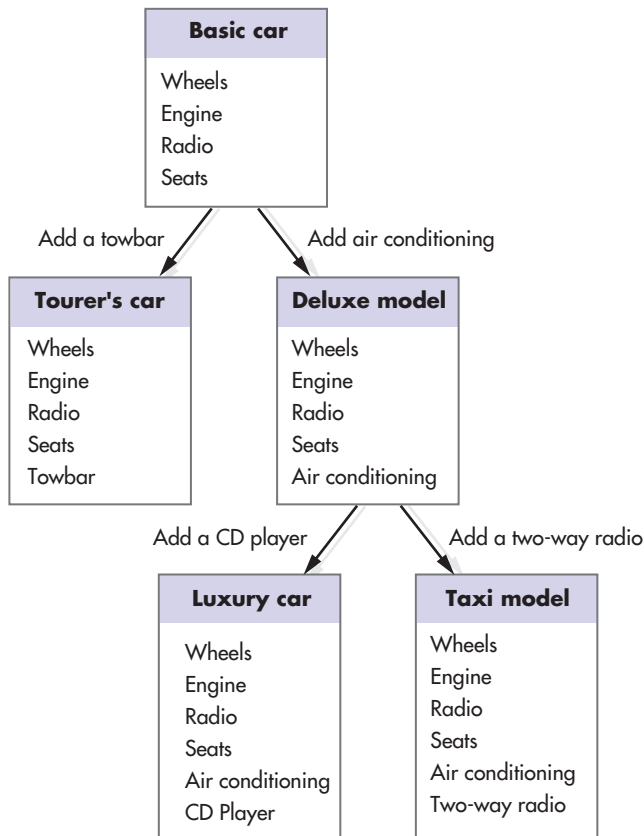 Basic car
Wheels
Engine
Radio
Seats
Add a towbar
Add air conditioning
Tourer's car
Wheels
Engine
Radio
Seats
Towbar
Deluxe model
Wheels
Engine
Radio
Seats
Air conditioning
Add a CD player
Add a two-way radio
Luxury car
Wheels
Engine
Radio
Seats
Air conditioning
CD Player
Taxi model
Wheels
Engine
Radio
Seats
Air conditioning
Two-way radio